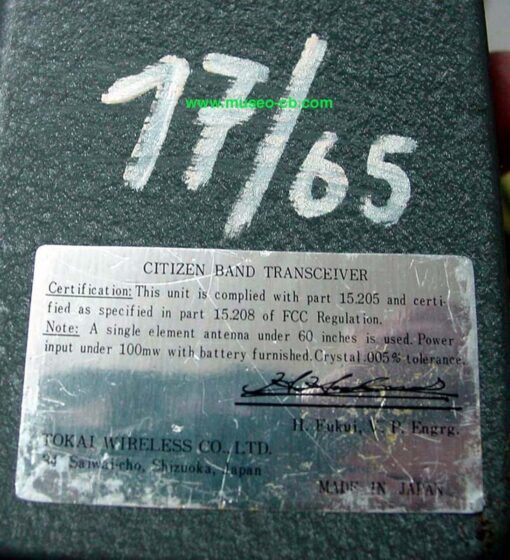 17/65
www.museo-cb.com
CITIZEN BAND TRANSCEIVER
Certification: This unit is complied with part 15.205 and certi-
fied as specified in part 15.208 of FCC Regulation.
Note: A single element antenna under 60 inches is used. Power
input under 100mw with battery furnished. Crystal .005% tolerance.
H. Fukui, V. P. Engrg.
TOKAI WIRELESS CO., LTD.
Saiwai-cho, Shizuoka, Japan
MADE IN JAPAN